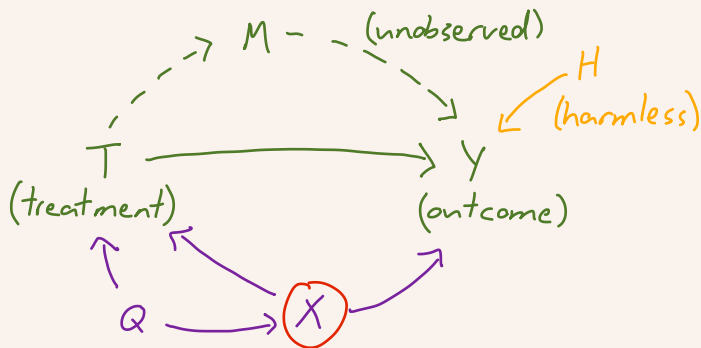 M (unobserved)
H
(harmless)
T Y
(treatment) (outcome)
Q X